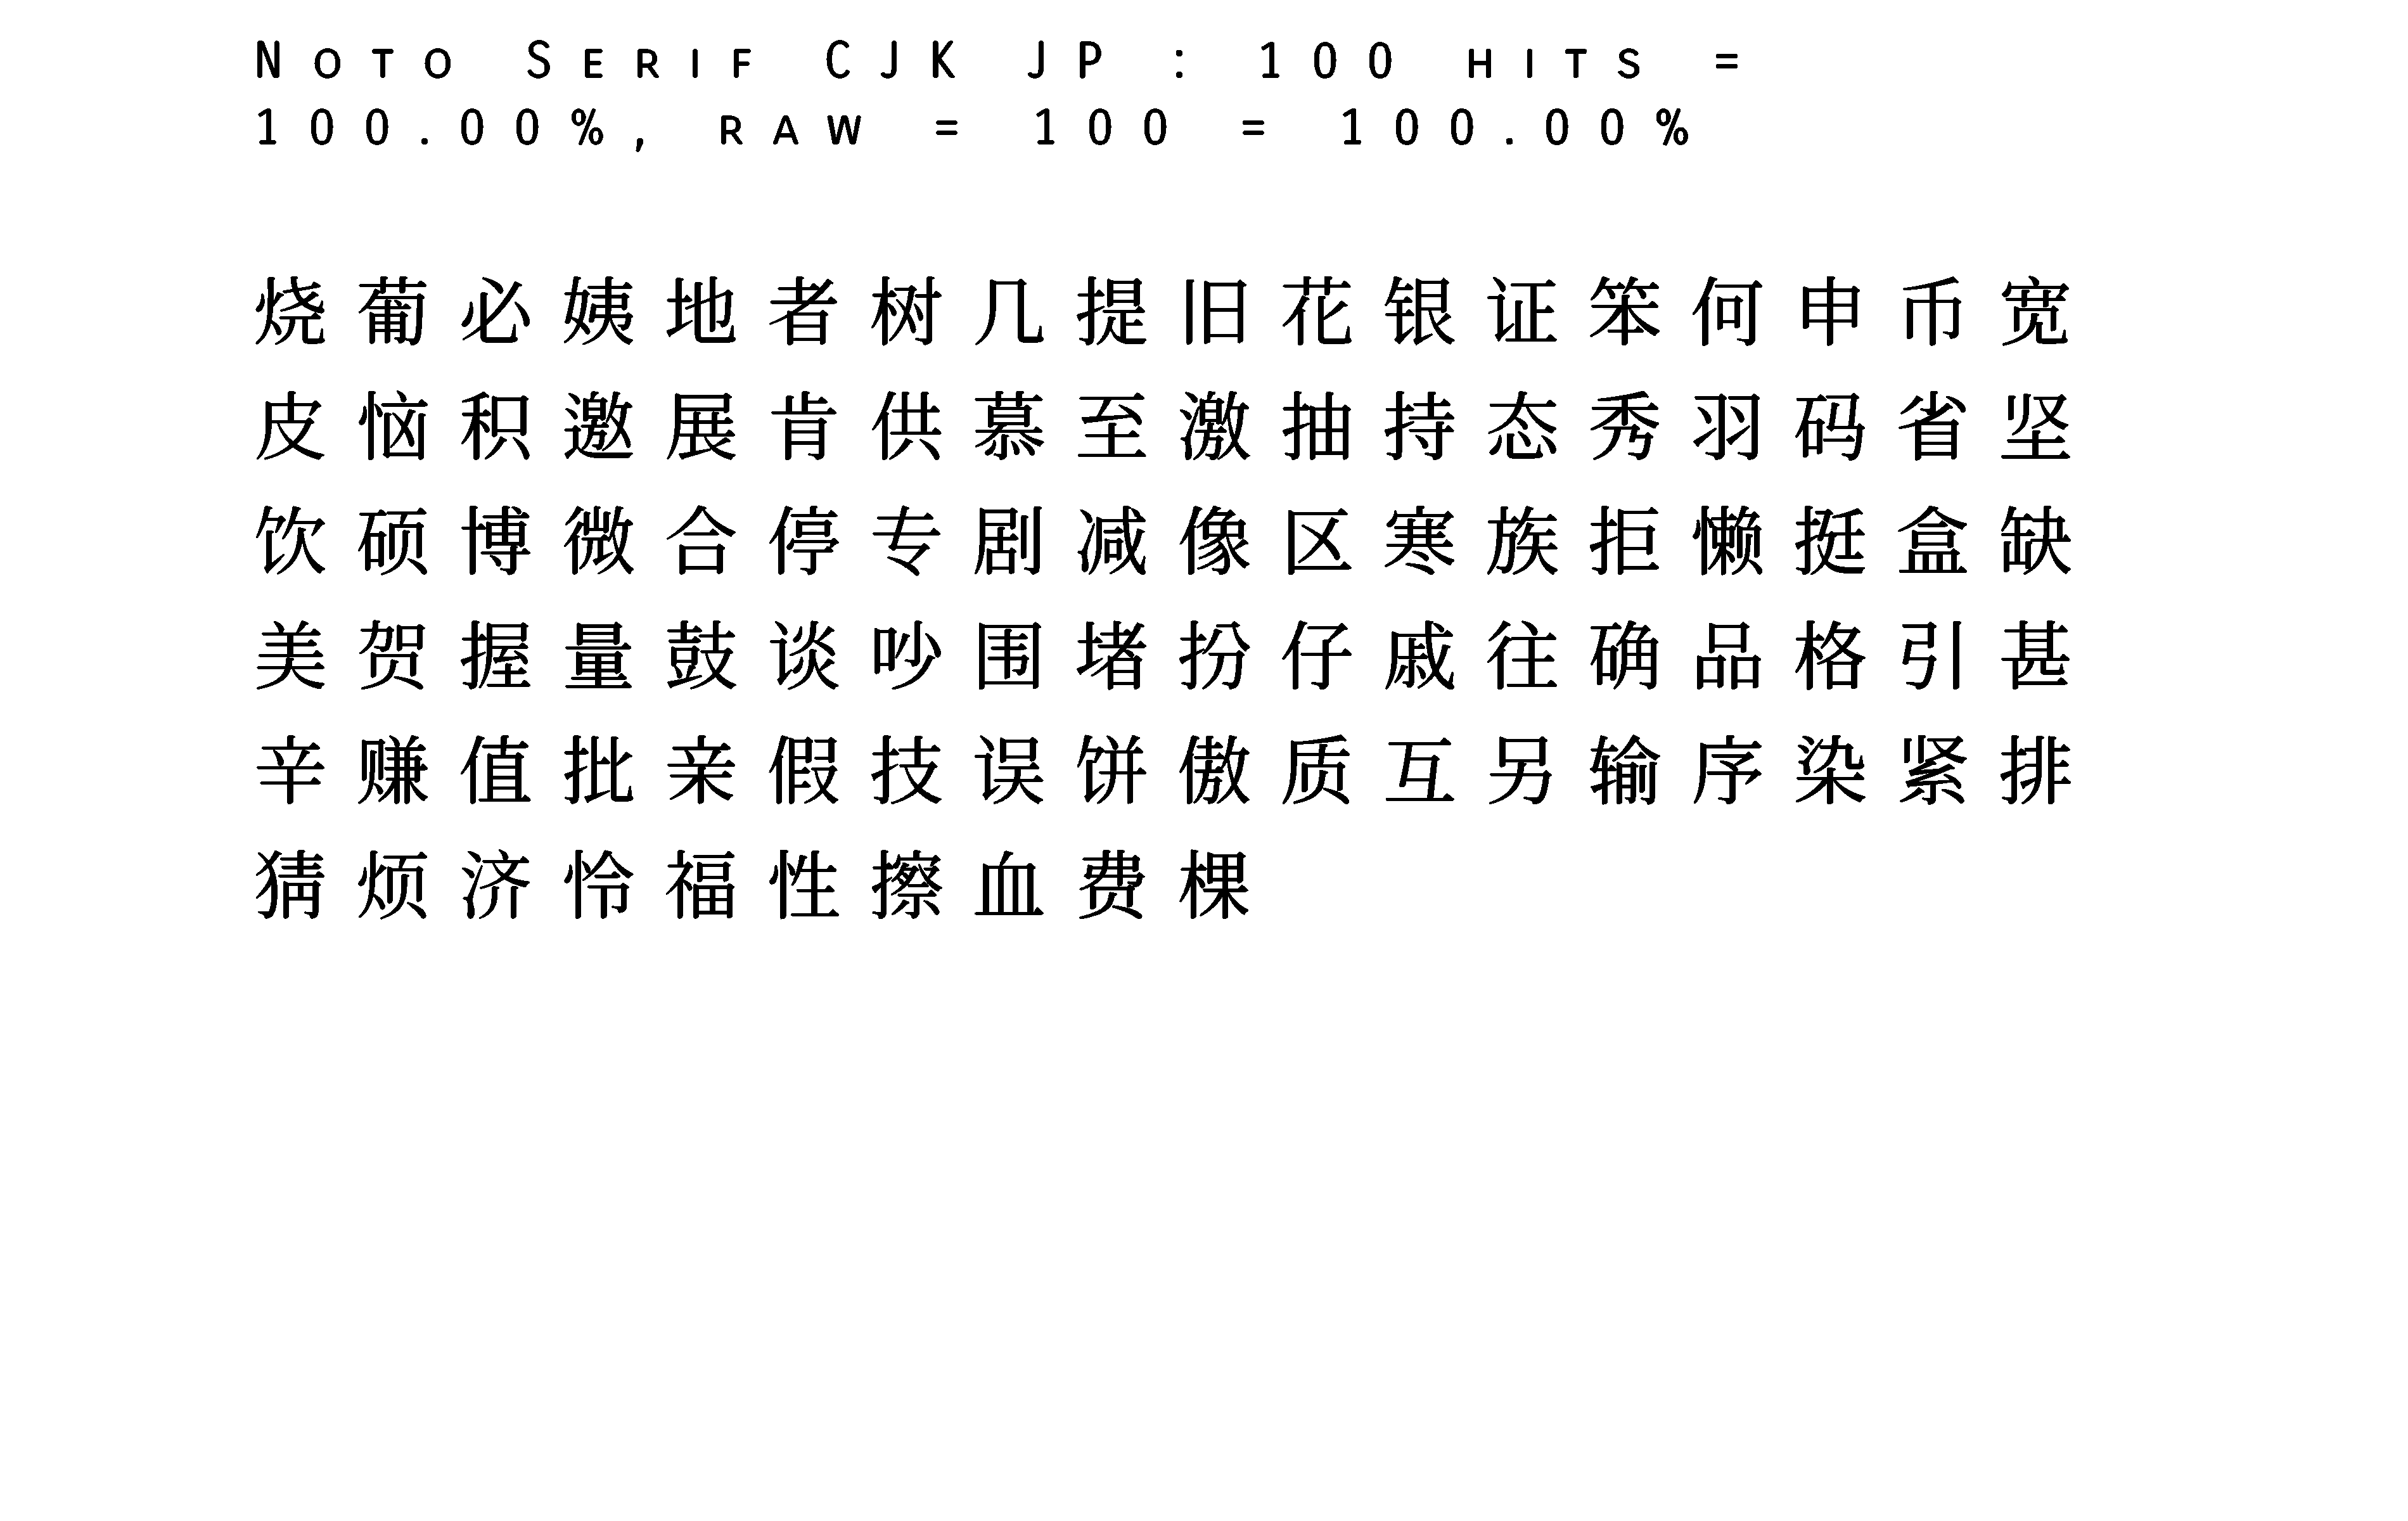 Noto Serif CJK JP : 100 hits =
100.00%, raw = 100 = 100.00%
烧葡必姨地者树几提旧花银证笨何申币宽
皮恼积邀展肯供慕至激抽持态秀羽码省坚
饮硕博微合停专剧减像区寒族拒懒挺盒缺
美贺握量鼓谈吵围堵扮仔戚往确品格引甚
辛赚值批亲假技误饼傲质互另输序染紧排
猜烦济怜福性擦血费棵